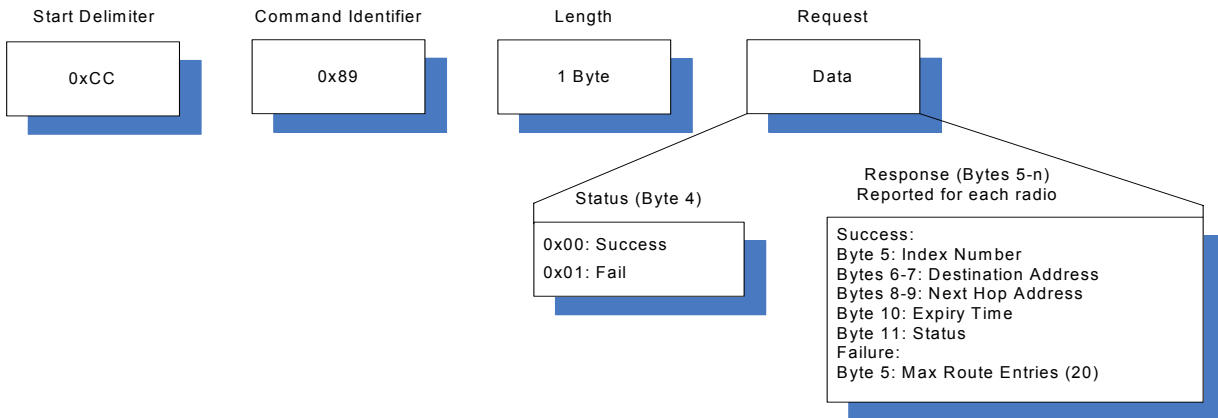 Start Delimiter
Command Identifier
Length
Request
0xCC
0x89
1 Byte
Data
Status (Byte 4)
0x00: Success
0x01: Fail
Response (Bytes 5-n)
Reported for each radio
Success:
Byte 5: Index Number
Bytes 6-7: Destination Address
Bytes 8-9: Next Hop Address
Byte 10: Expiry Time
Byte 11: Status
Failure:
Byte 5: Max Route Entries (20)